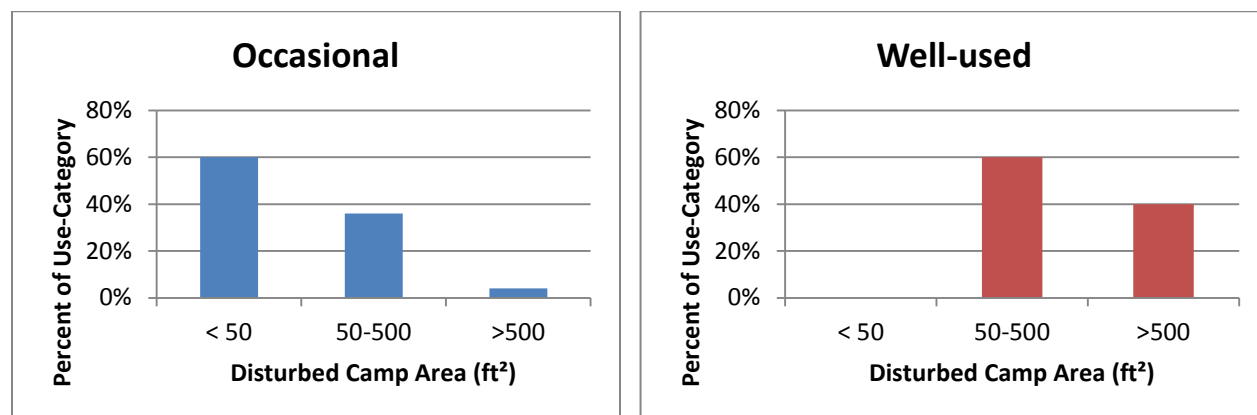 Occasional
Percent of Use-Category
80%
60%
40%
20%
0%
< 50
50-500
>500
Disturbed Camp Area (ft²)
Well-used
Percent of Use-Category
80%
60%
40%
20%
0%
< 50
50-500
>500
Disturbed Camp Area (ft²)